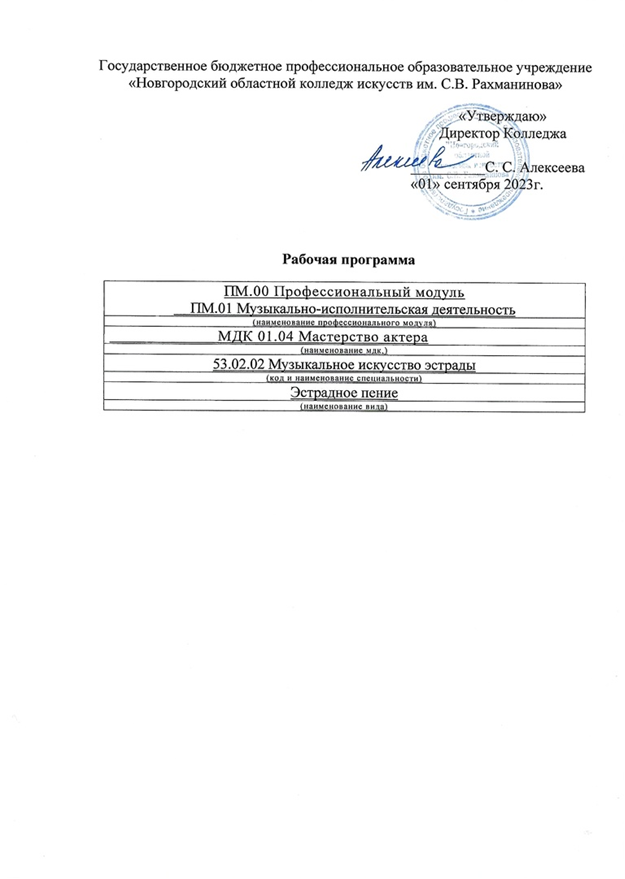 Государственное бюджетное профессиональное образовательное учреждение
«Новгородский областной колледж искусств им. С.В. Рахманинова»
«Утверждаю»
Директор Колледжа
Алексеева С. С. Алексеева
«01» сентября 2023г.
Рабочая программа
ПМ.00 Профессиональный модуль
ПМ.01 Музыкально-исполнительская деятельность
(наименование профессионального модуля)
МДК 01.04 Мастерство актера
(наименование мдк.)
53.02.02 Музыкальное искусство эстрады
(код и наименование специальности)
Эстрадное пение
(наименование вида)